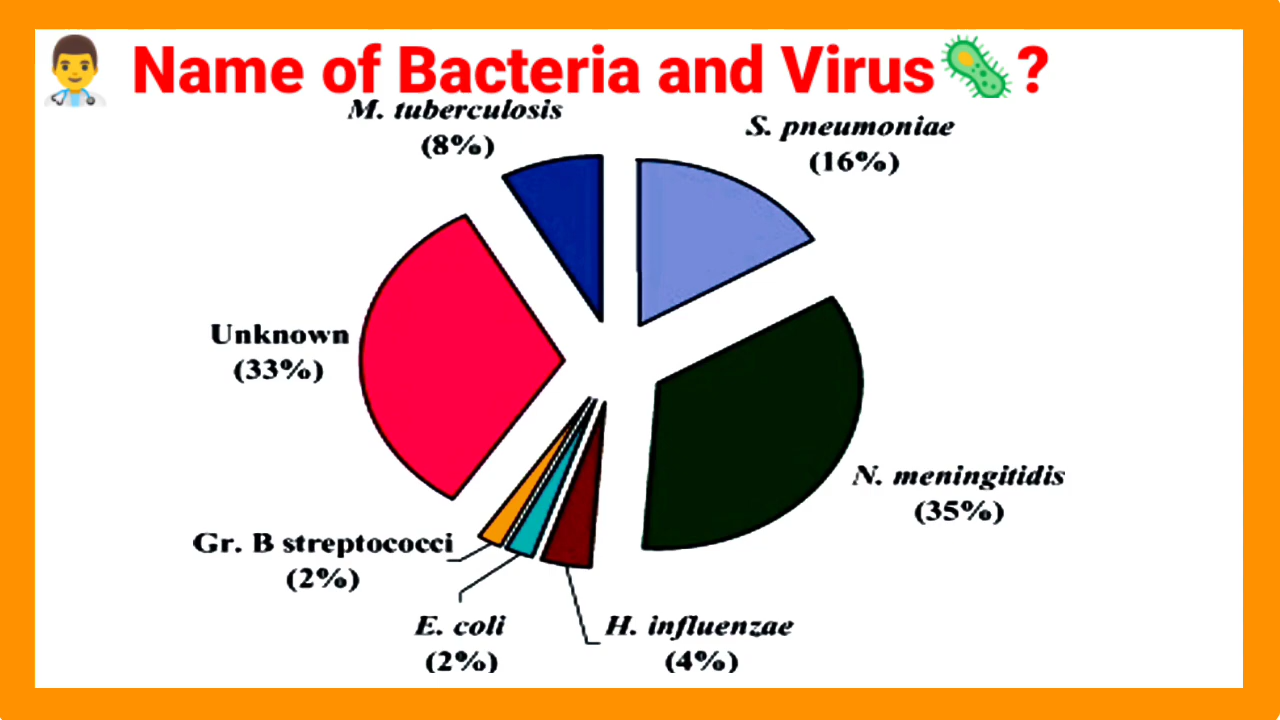 Name of Bacteria and Virus🦠?
M. tuberculosis
(8%)
S. pneumoniae
(16%)
Unknown
(33%)
N. meningitidis
(35%)
Gr. B streptococci
(2%)
E. coli
(2%)
H. influenzae
(4%)